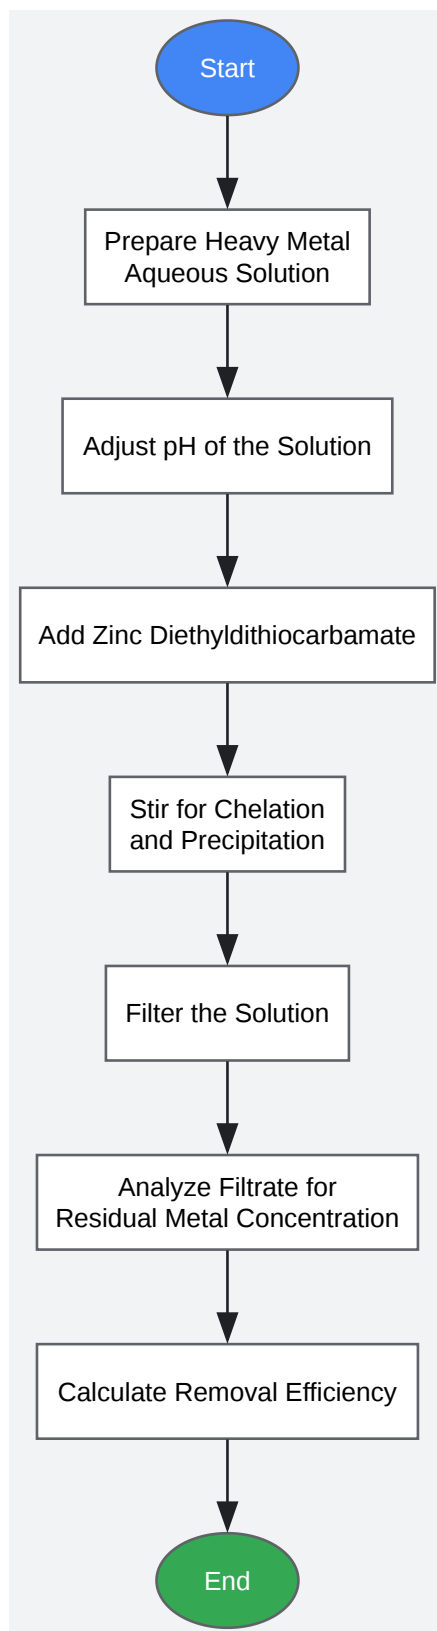 Start
Prepare Heavy Metal
Aqueous Solution
Adjust pH of the Solution
Add Zinc Diethyldithiocarbamate
Stir for Chelation
and Precipitation
Filter the Solution
Analyze Filtrate for
Residual Metal Concentration
Calculate Removal Efficiency
End